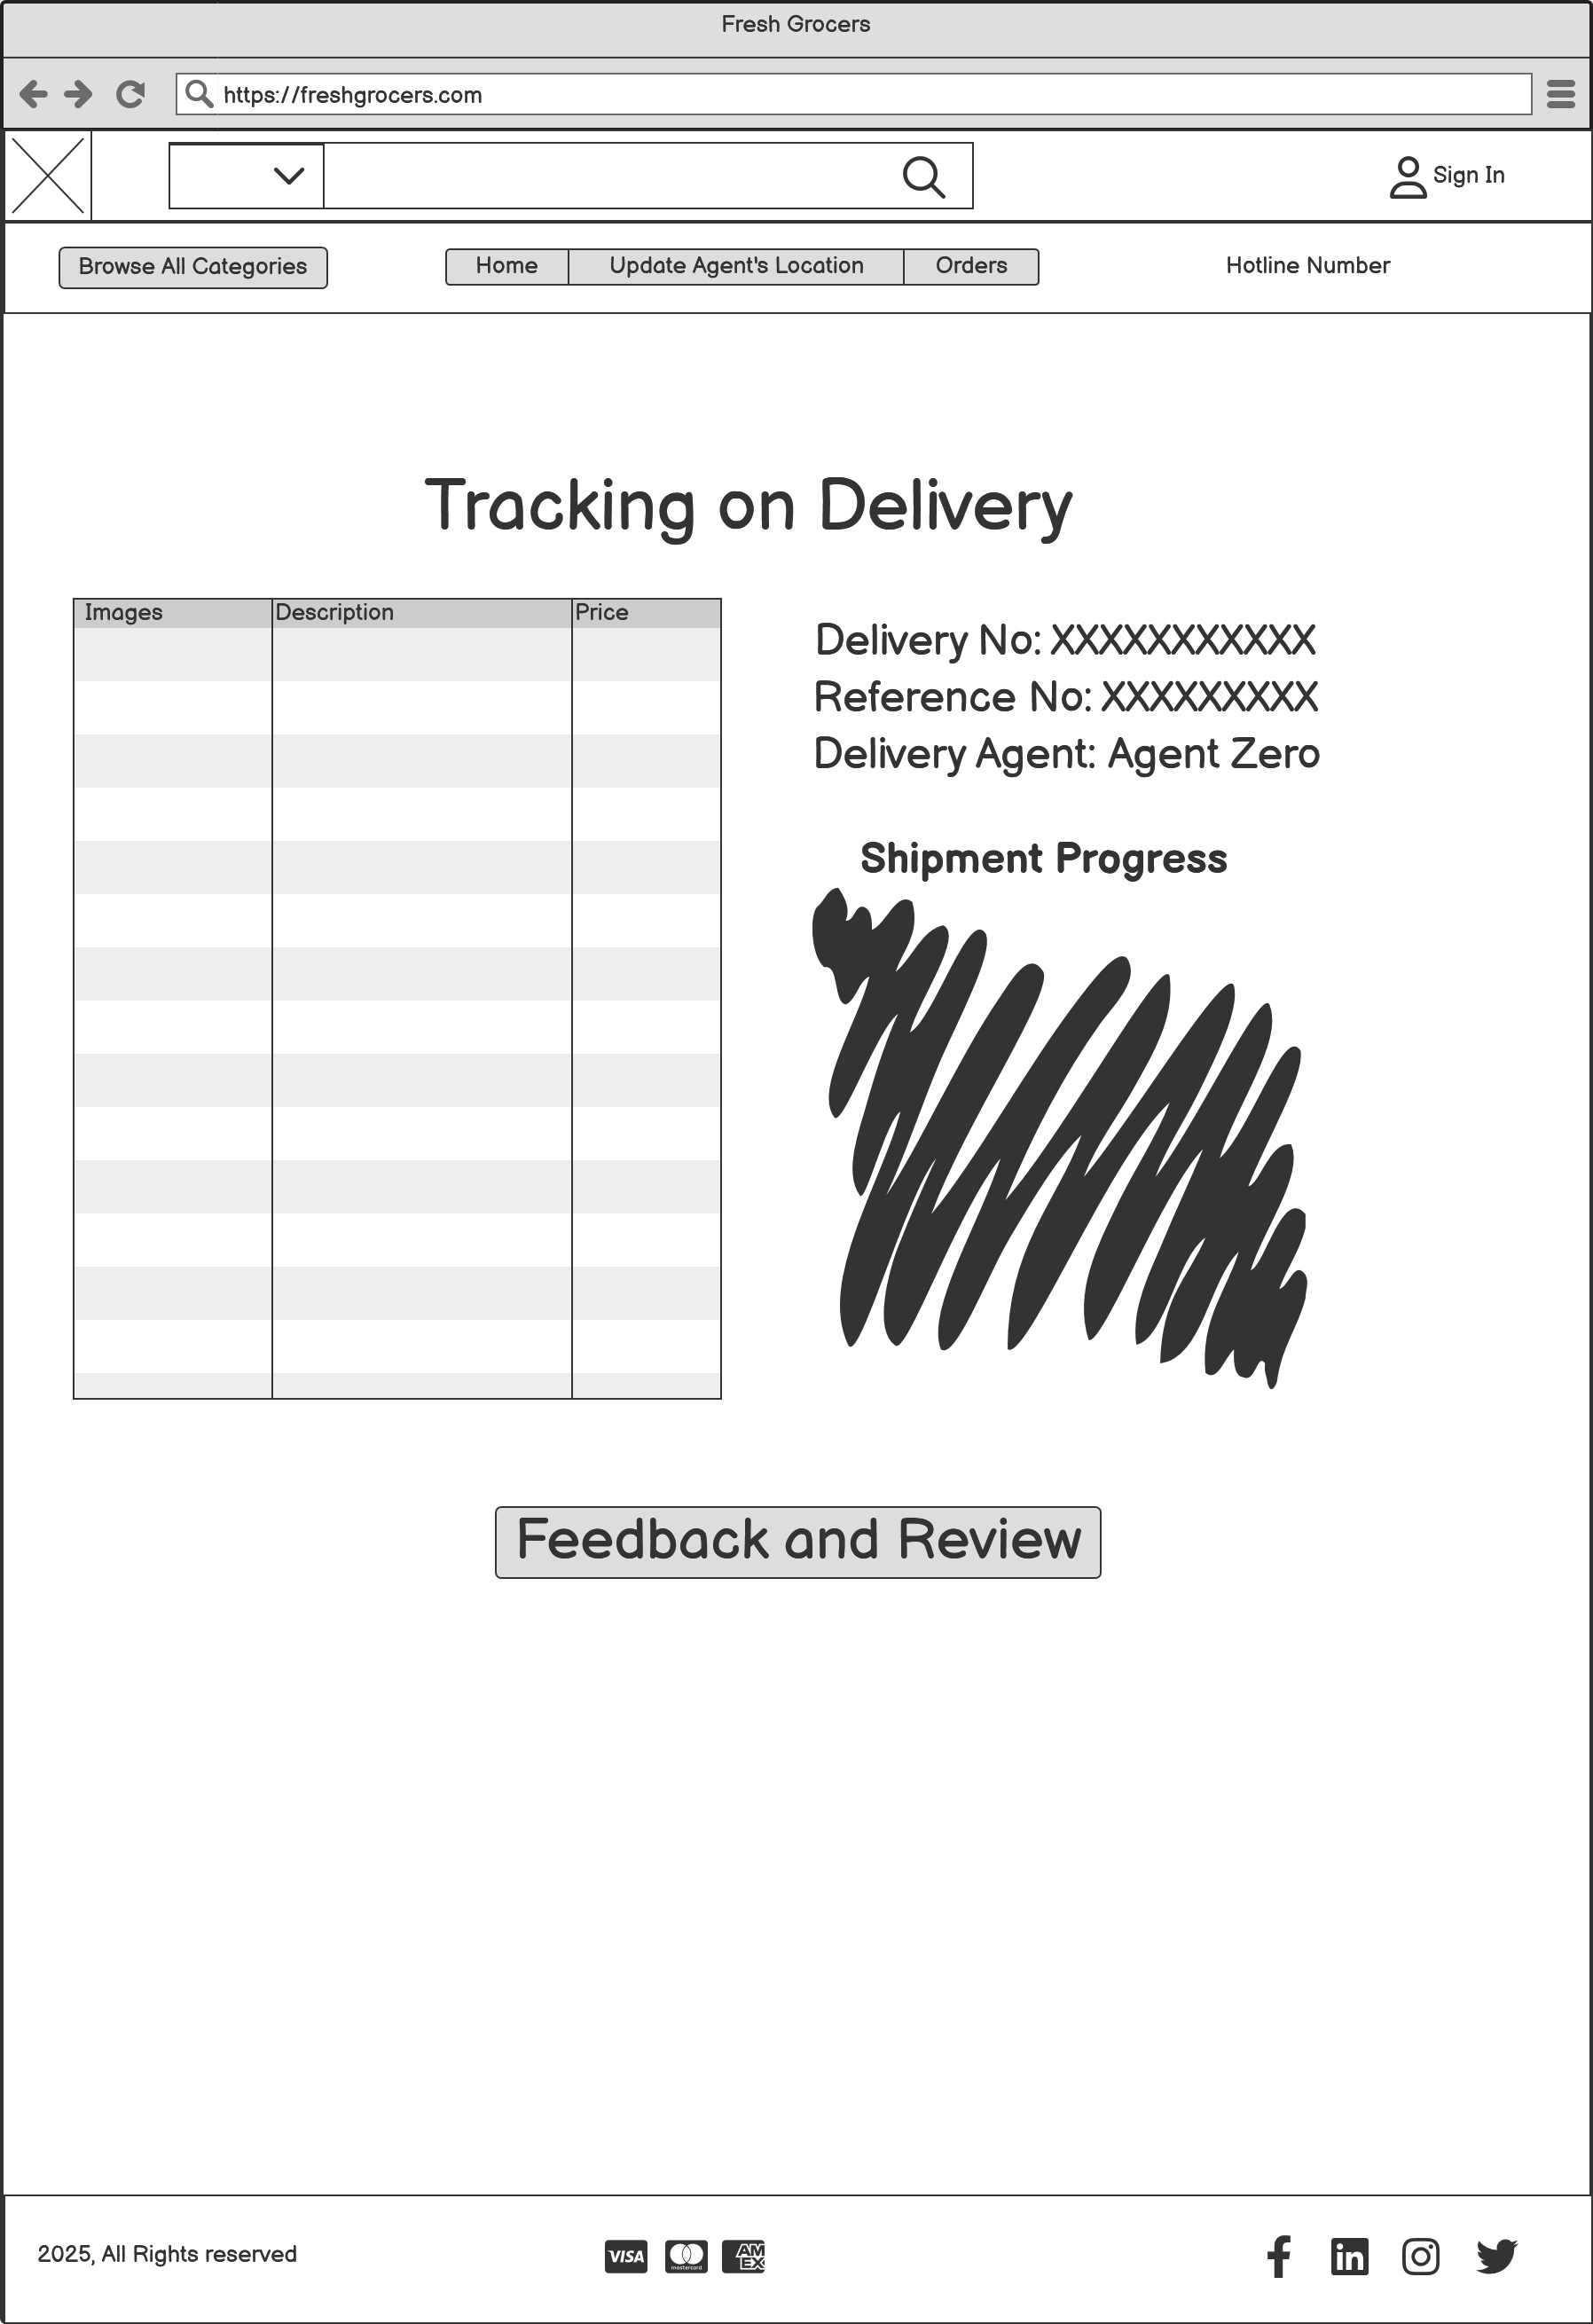 Fresh Grocers
https://freshgrocers.com
Sign In
Browse All Categories
Home Update Agent's Location Orders
Hotline Number
Tracking on Delivery
Images Description Price
Delivery No: XXXXXXXXXXX
Reference No: XXXXXXXXX
Delivery Agent: Agent Zero
Shipment Progress
Feedback and Review
2025, All Rights reserved
VISA
mastercard
AM
EX
f
in